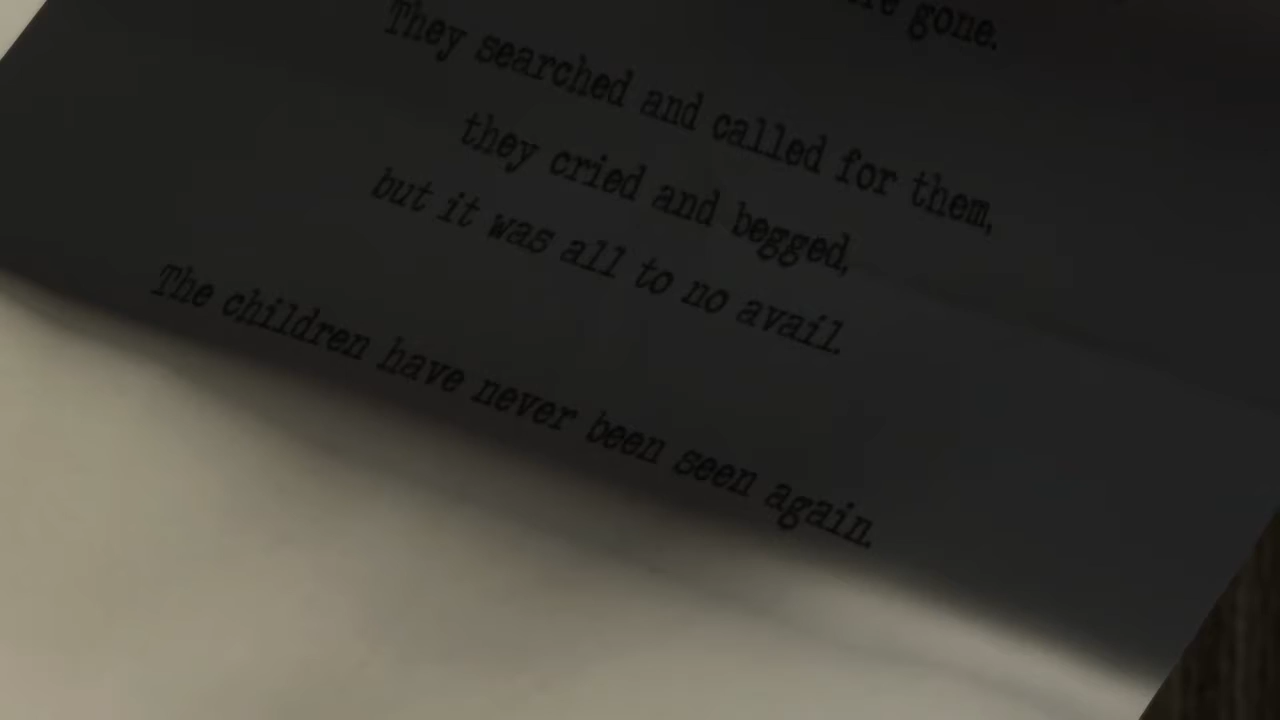 gone.
They searched and called for them,
they cried and begged,
but it was all to no avail.
The children have never been seen again.